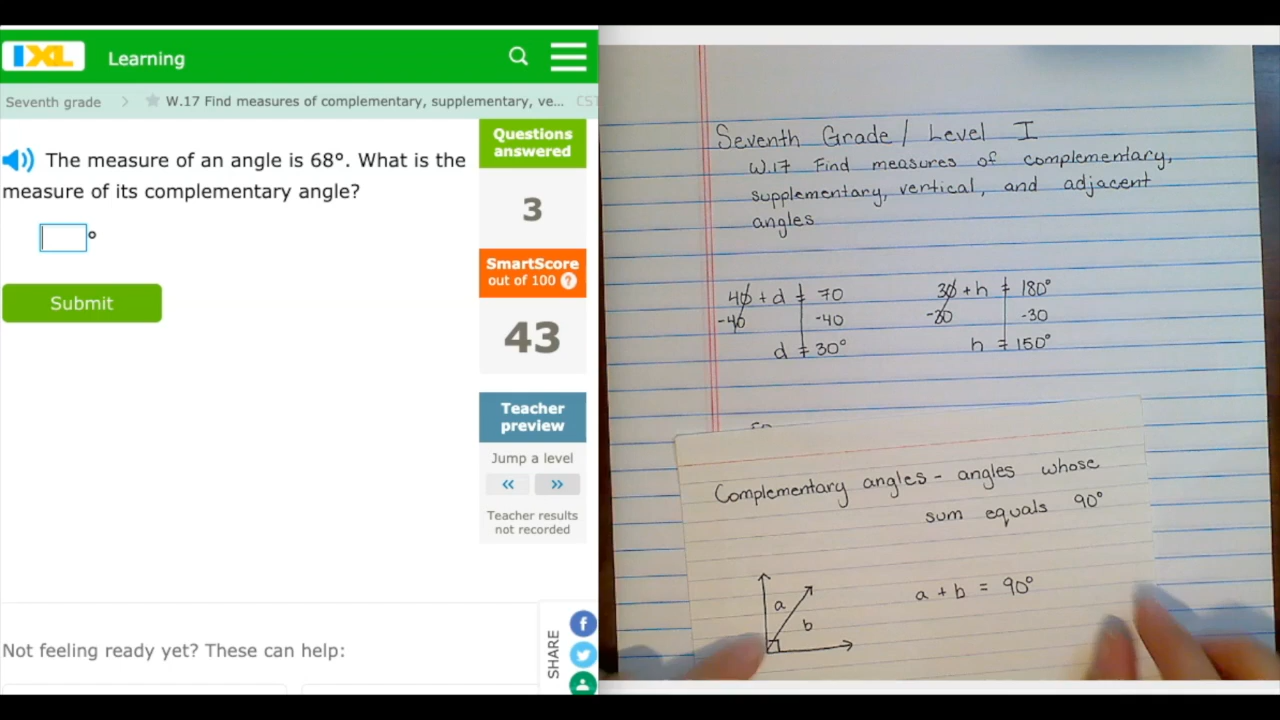 IXL Learning
Seventh grade > W.17 Find measures of complementary, supplementary, ve... CST
The measure of an angle is 68°. What is the
measure of its complementary angle?
°
Submit
Questions
answered
3
SmartScore
out of 100 ?
43
Teacher
preview
Jump a level
« »
Teacher results
not recorded
Not feeling ready yet? These can help:
SHARE
Seventh Grade / Level I
W.17 Find measures of complementary,
supplementary, vertical, and adjacent
angles
40 + d = 70
-40 -40
d = 30°
30 + h = 180°
-30 -30
h = 150°
Complementary angles - angles whose
sum equals 90°
a
b
a + b = 90°